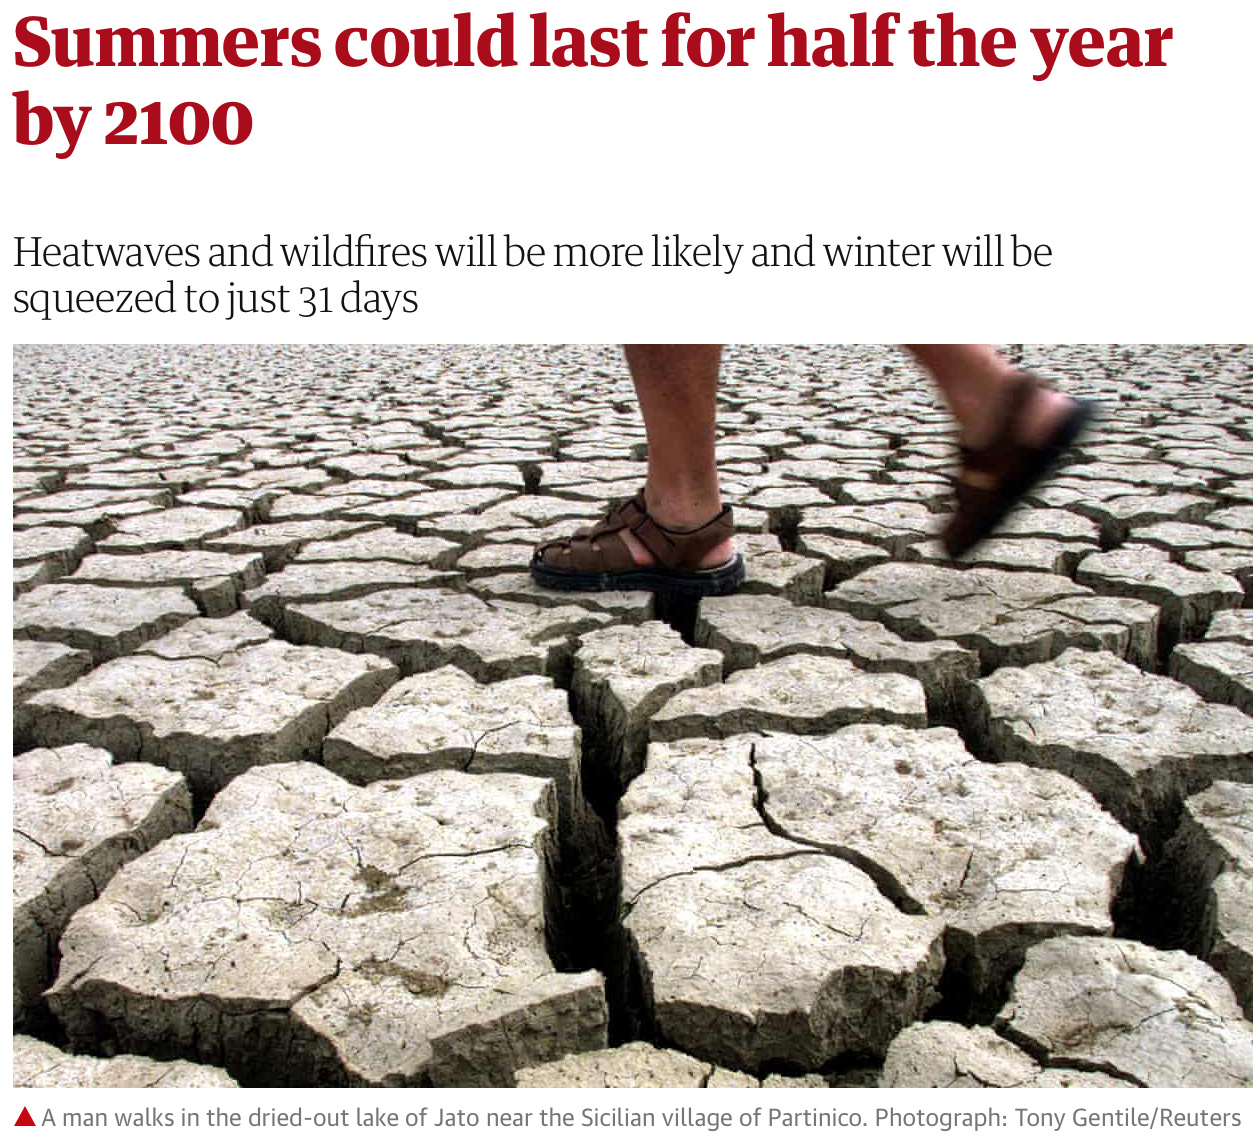 Summers could last for half the year
by 2100
Heatwaves and wildfires will be more likely and winter will be
squeezed to just 31 days
A man walks in the dried-out lake of Jato near the Sicilian village of Partinico. Photograph: Tony Gentile/Reuters